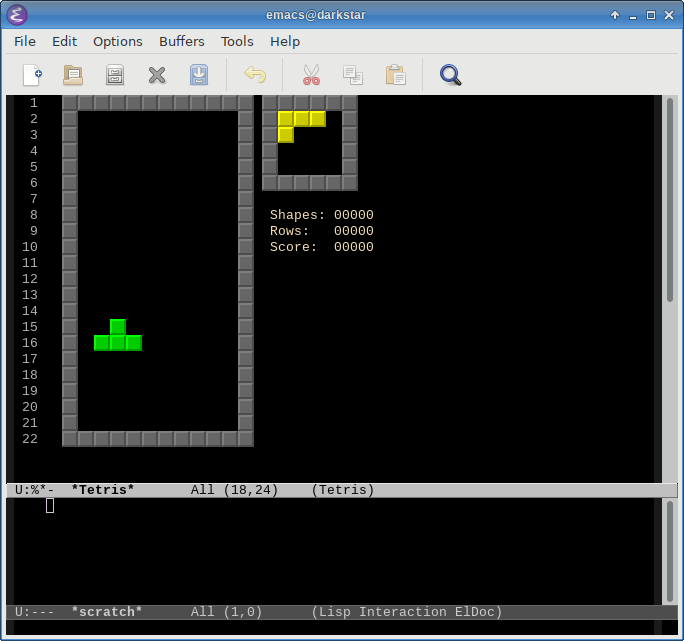 emacs@darkstar
File Edit Options Buffers Tools Help
1
2
3
4
5
6
7
8 Shapes: 00000
9 Rows: 00000
10 Score: 00000
11
12
13
14
15
16
17
18
19
20
21
22
U:%*- *Tetris* All (18,24) (Tetris)
U:--- *scratch* All (1,0) (Lisp Interaction ElDoc)